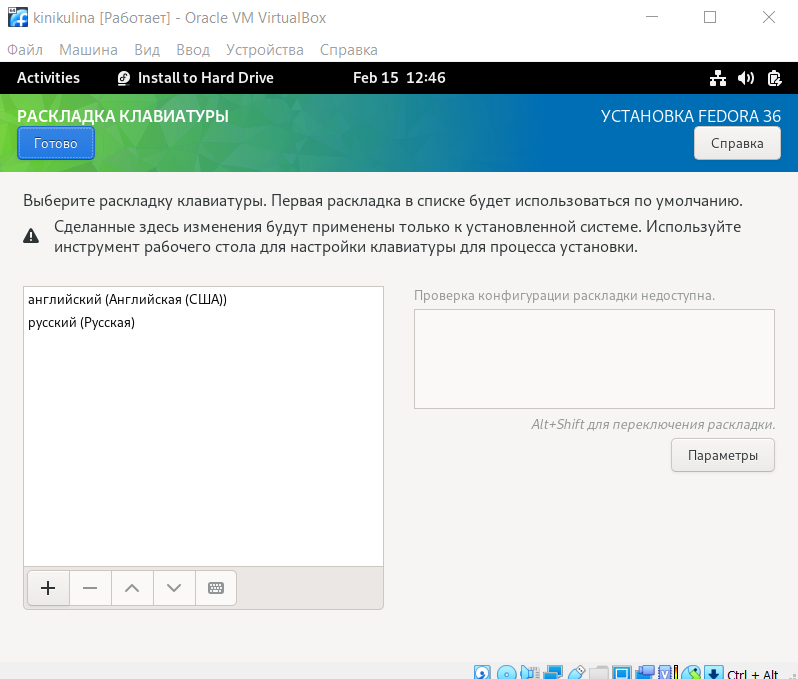 kinikulina [Работает] - Oracle VM VirtualBox
Файл Машина Вид Ввод Устройства Справка
Activities Install to Hard Drive Feb 15 12:46
РАСКЛАДКА КЛАВИАТУРЫ УСТАНОВКА FEDORA 36
Готово Справка
Выберите раскладку клавиатуры. Первая раскладка в списке будет использоваться по умолчанию.
Сделанные здесь изменения будут применены только к установленной системе. Используйте
инструмент рабочего стола для настройки клавиатуры для процесса установки.
английский (Английская (США))
русский (Русская)
Проверка конфигурации раскладки недоступна.
Alt+Shift для переключения раскладки.
Параметры
Ctrl + Alt